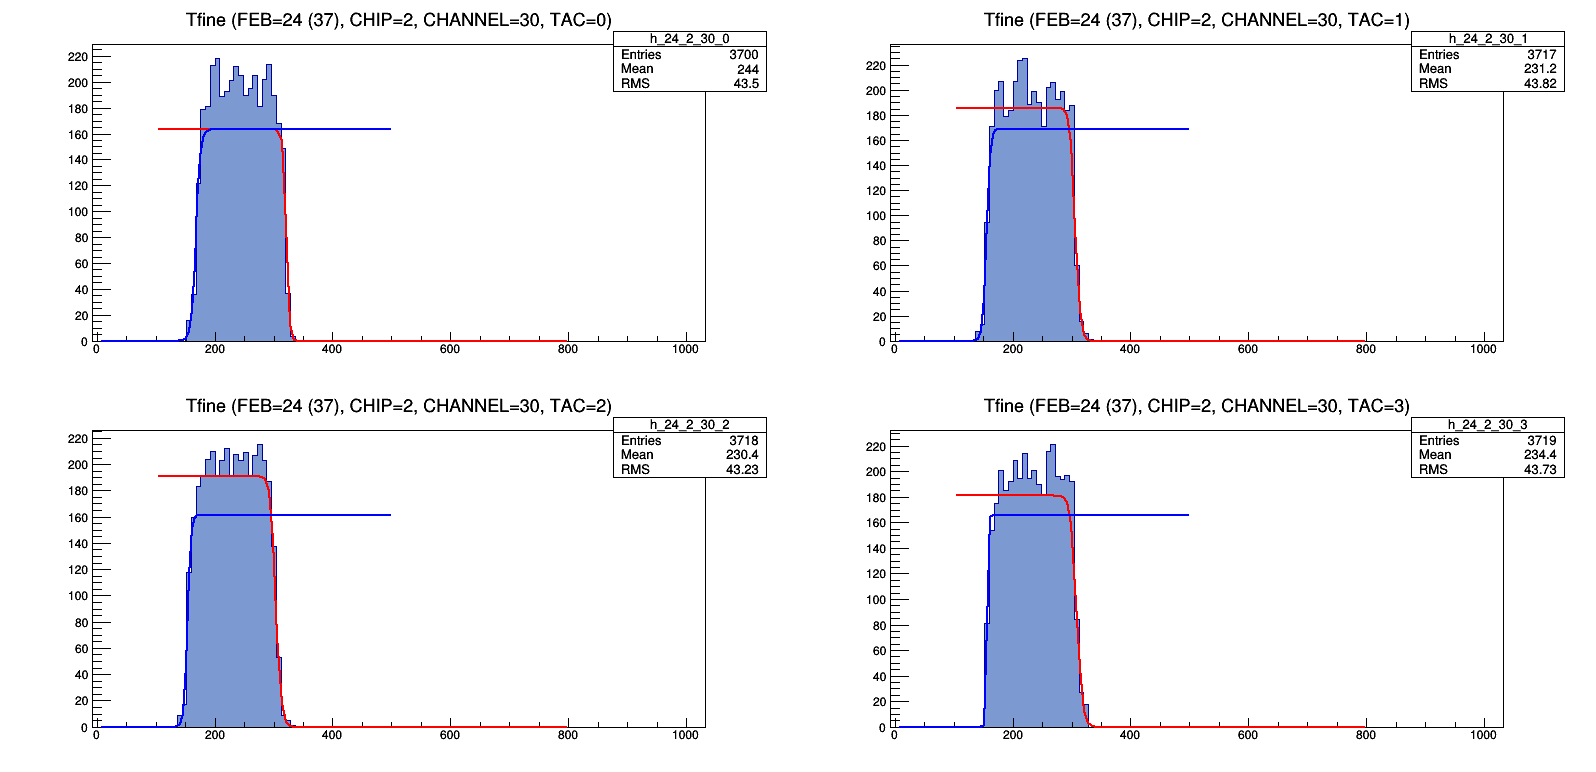 Tfine (FEB=24 (37), CHIP=2, CHANNEL=30, TAC=0)
h_24_2_30_0
Entries 3700
Mean 244
RMS 43.5
220
200
180
160
140
120
100
80
60
40
20
0
0 200 400 600 800 1000
Tfine (FEB=24 (37), CHIP=2, CHANNEL=30, TAC=1)
h_24_2_30_1
Entries 3717
Mean 231.2
RMS 43.82
220
200
180
160
140
120
100
80
60
40
20
0
0 200 400 600 800 1000
Tfine (FEB=24 (37), CHIP=2, CHANNEL=30, TAC=2)
h_24_2_30_2
Entries 3718
Mean 230.4
RMS 43.23
220
200
180
160
140
120
100
80
60
40
20
0
0 200 400 600 800 1000
Tfine (FEB=24 (37), CHIP=2, CHANNEL=30, TAC=3)
h_24_2_30_3
Entries 3719
Mean 234.4
RMS 43.73
220
200
180
160
140
120
100
80
60
40
20
0
0 200 400 600 800 1000